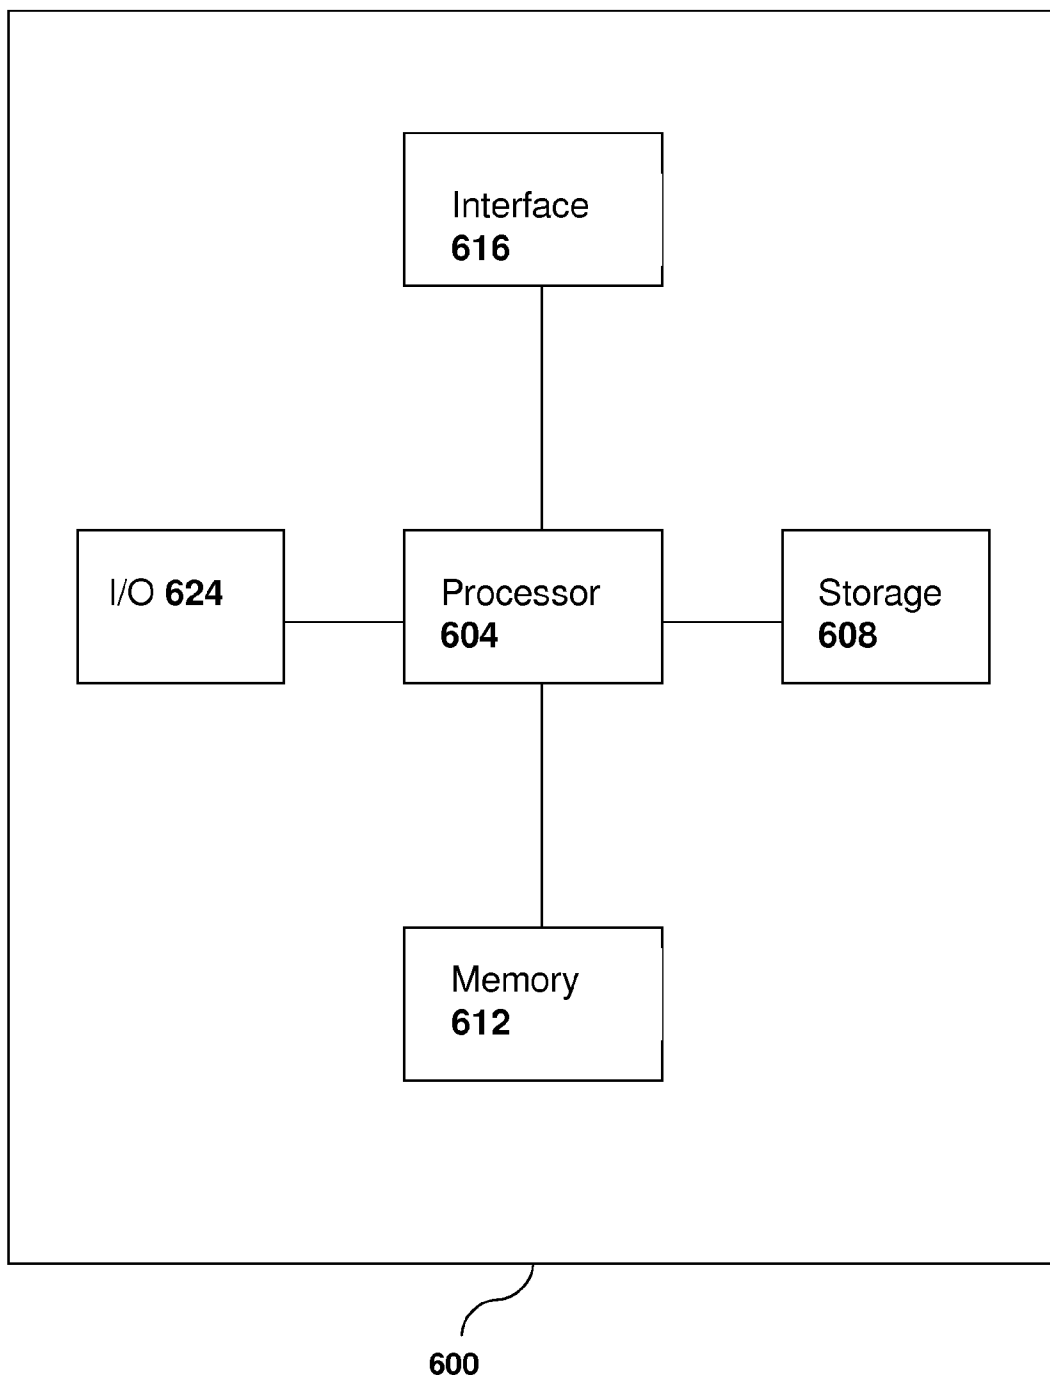 Interface
616
I/O 624
Processor
604
Storage
608
Memory
612
600